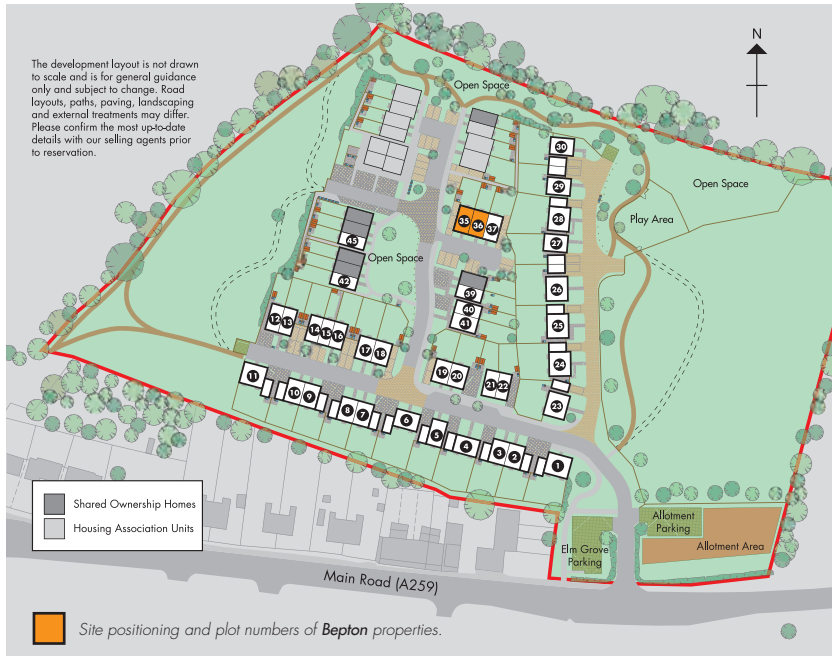 The development layout is not drawn
to scale and is for general guidance
only and subject to change. Road
layouts, paths, paving, landscaping
and external treatments may differ.
Please confirm the most up-to-date
details with our selling agents prior
to reservation.
N
Open Space
Open Space
Play Area
Open Space
30
29
28
27
26
25
24
23
35 36 37
45
42
39
40
41
12 13
14 15 16
17 18
19 20
21 22
11
10 9
8 7
6
5
4
3 2
1
Shared Ownership Homes
Housing Association Units
Allotment
Parking
Allotment Area
Elm Grove
Parking
Main Road (A259)
Site positioning and plot numbers of Bepton properties.